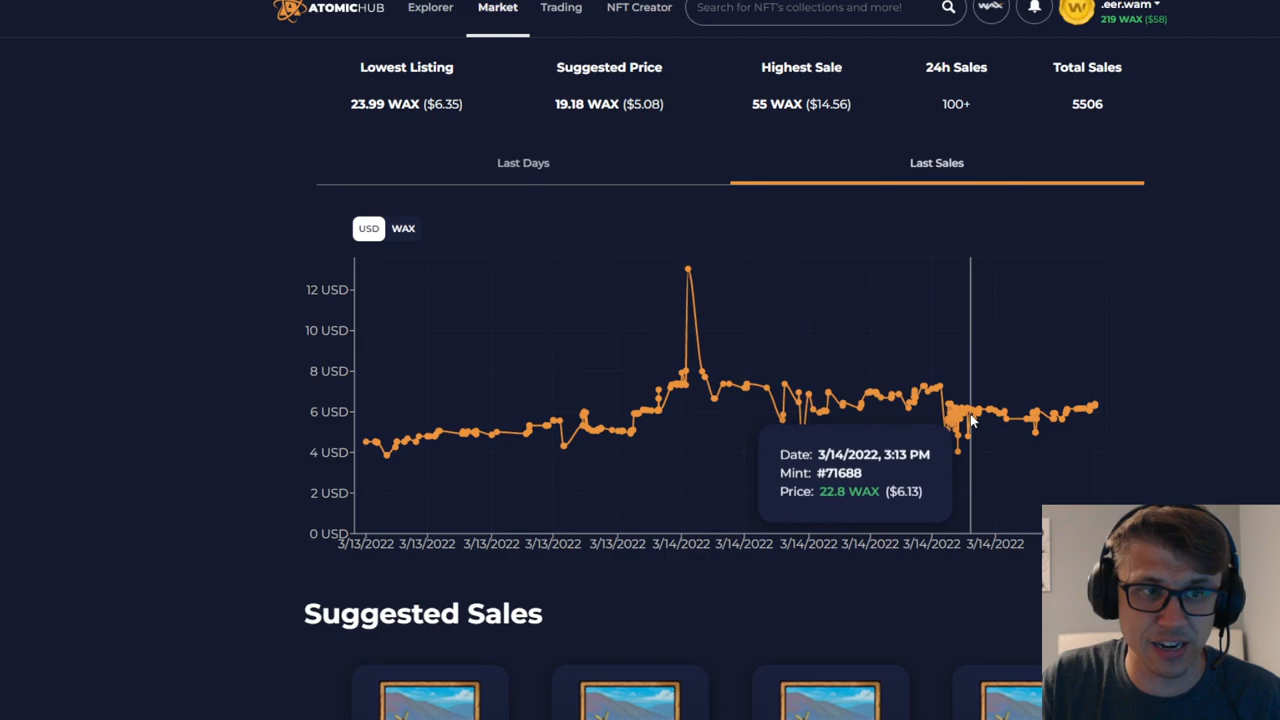 ATOMICHUB Explorer Market Trading NFT Creator Search for NFT's collections and more! WAX .eer.wam
219 WAX ($58)
Lowest Listing Suggested Price Highest Sale 24h Sales Total Sales
23.99 WAX ($6.35) 19.18 WAX ($5.08) 55 WAX ($14.56) 100+ 5506
Last Days Last Sales
USD WAX
12 USD
10 USD
8 USD
6 USD
4 USD
2 USD
0 USD
Date: 3/14/2022, 3:13 PM
Mint: #71688
Price: 22.8 WAX ($6.13)
3/13/2022 3/13/2022 3/13/2022 3/13/2022 3/13/2022 3/14/2022 3/14/2022 3/14/2022 3/14/2022 3/14/2022 3/14/2022
Suggested Sales